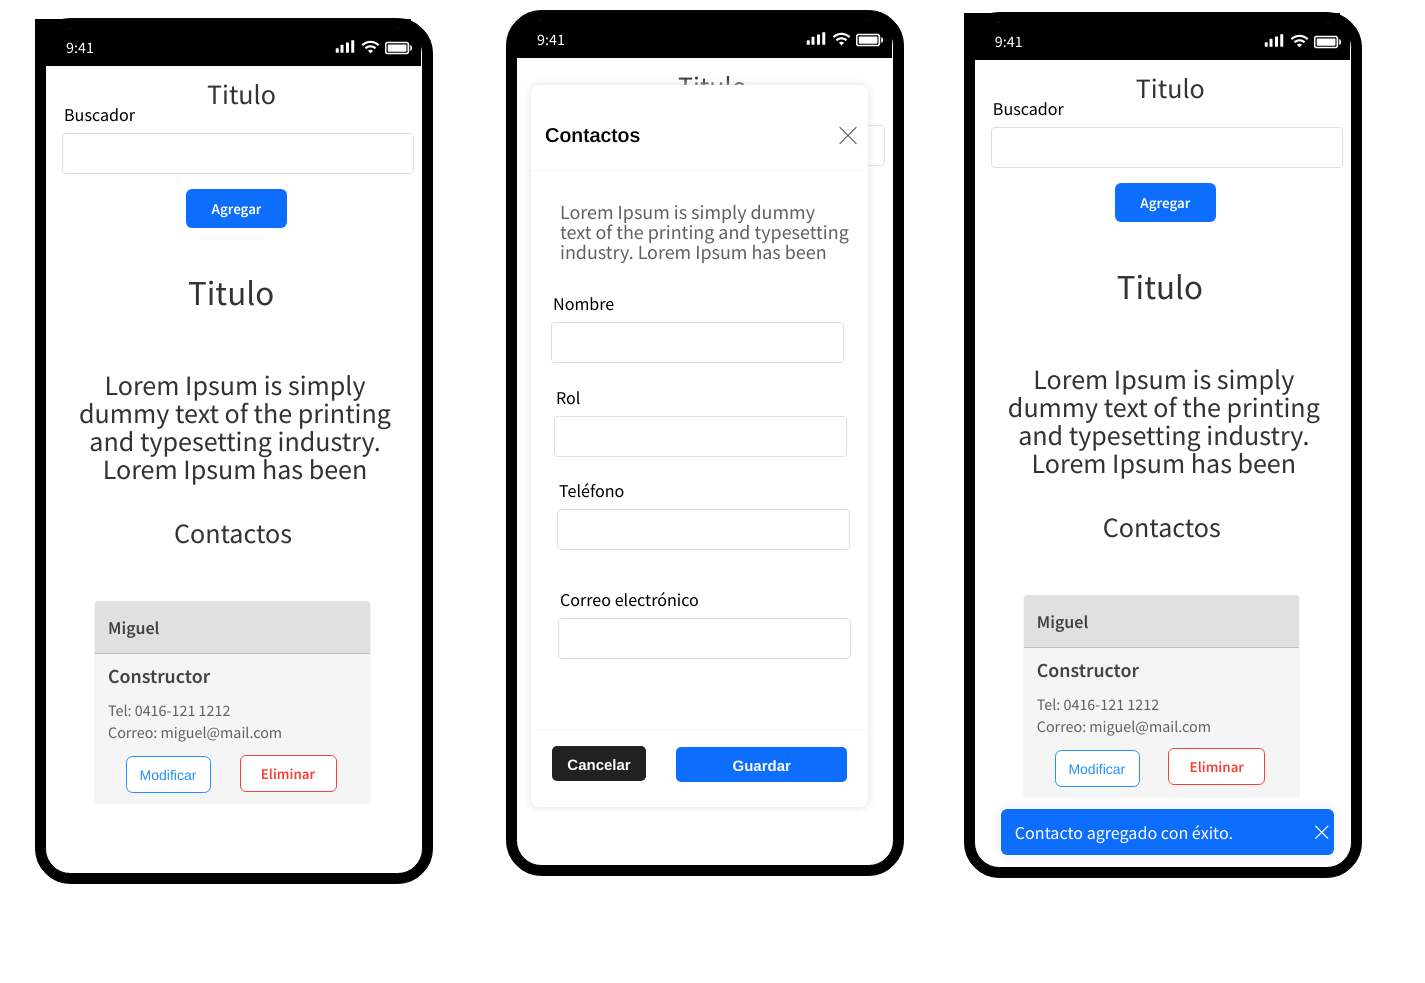 9:41
Titulo
Buscador
Agregar
Titulo
Lorem Ipsum is simply
dummy text of the printing
and typesetting industry.
Lorem Ipsum has been
Contactos
Miguel
Constructor
Tel: 0416-121 1212
Correo: miguel@mail.com
Modificar
Eliminar
9:41
Titulo
Contactos
Lorem Ipsum is simply dummy
text of the printing and typesetting
industry. Lorem Ipsum has been
Nombre
Rol
Teléfono
Correo electrónico
Cancelar
Guardar
9:41
Titulo
Buscador
Agregar
Titulo
Lorem Ipsum is simply
dummy text of the printing
and typesetting industry.
Lorem Ipsum has been
Contactos
Miguel
Constructor
Tel: 0416-121 1212
Correo: miguel@mail.com
Modificar
Eliminar
Contacto agregado con éxito.